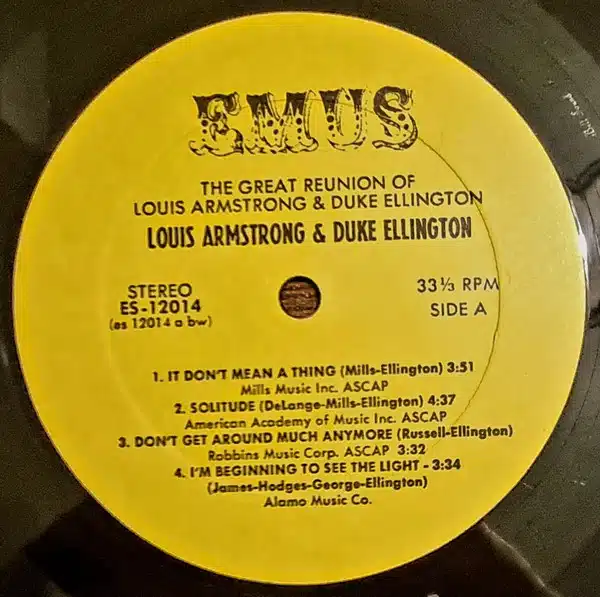 EMUS
THE GREAT REUNION OF
LOUIS ARMSTRONG & DUKE ELLINGTON
LOUIS ARMSTRONG & DUKE ELLINGTON
STEREO
ES-12014
(es 12014 a bw)
33⅓ RPM
SIDE A
1. IT DON'T MEAN A THING (Mills-Ellington) 3:51
Mills Music Inc. ASCAP
2. SOLITUDE (DeLange-Mills-Ellington) 4:37
American Academy of Music Inc. ASCAP
3. DON'T GET AROUND MUCH ANYMORE (Russell-Ellington)
Robbins Music Corp. ASCAP 3:32
4. I'M BEGINNING TO SEE THE LIGHT - 3:34
(James-Hodges-George-Ellington)
Alamo Music Co.